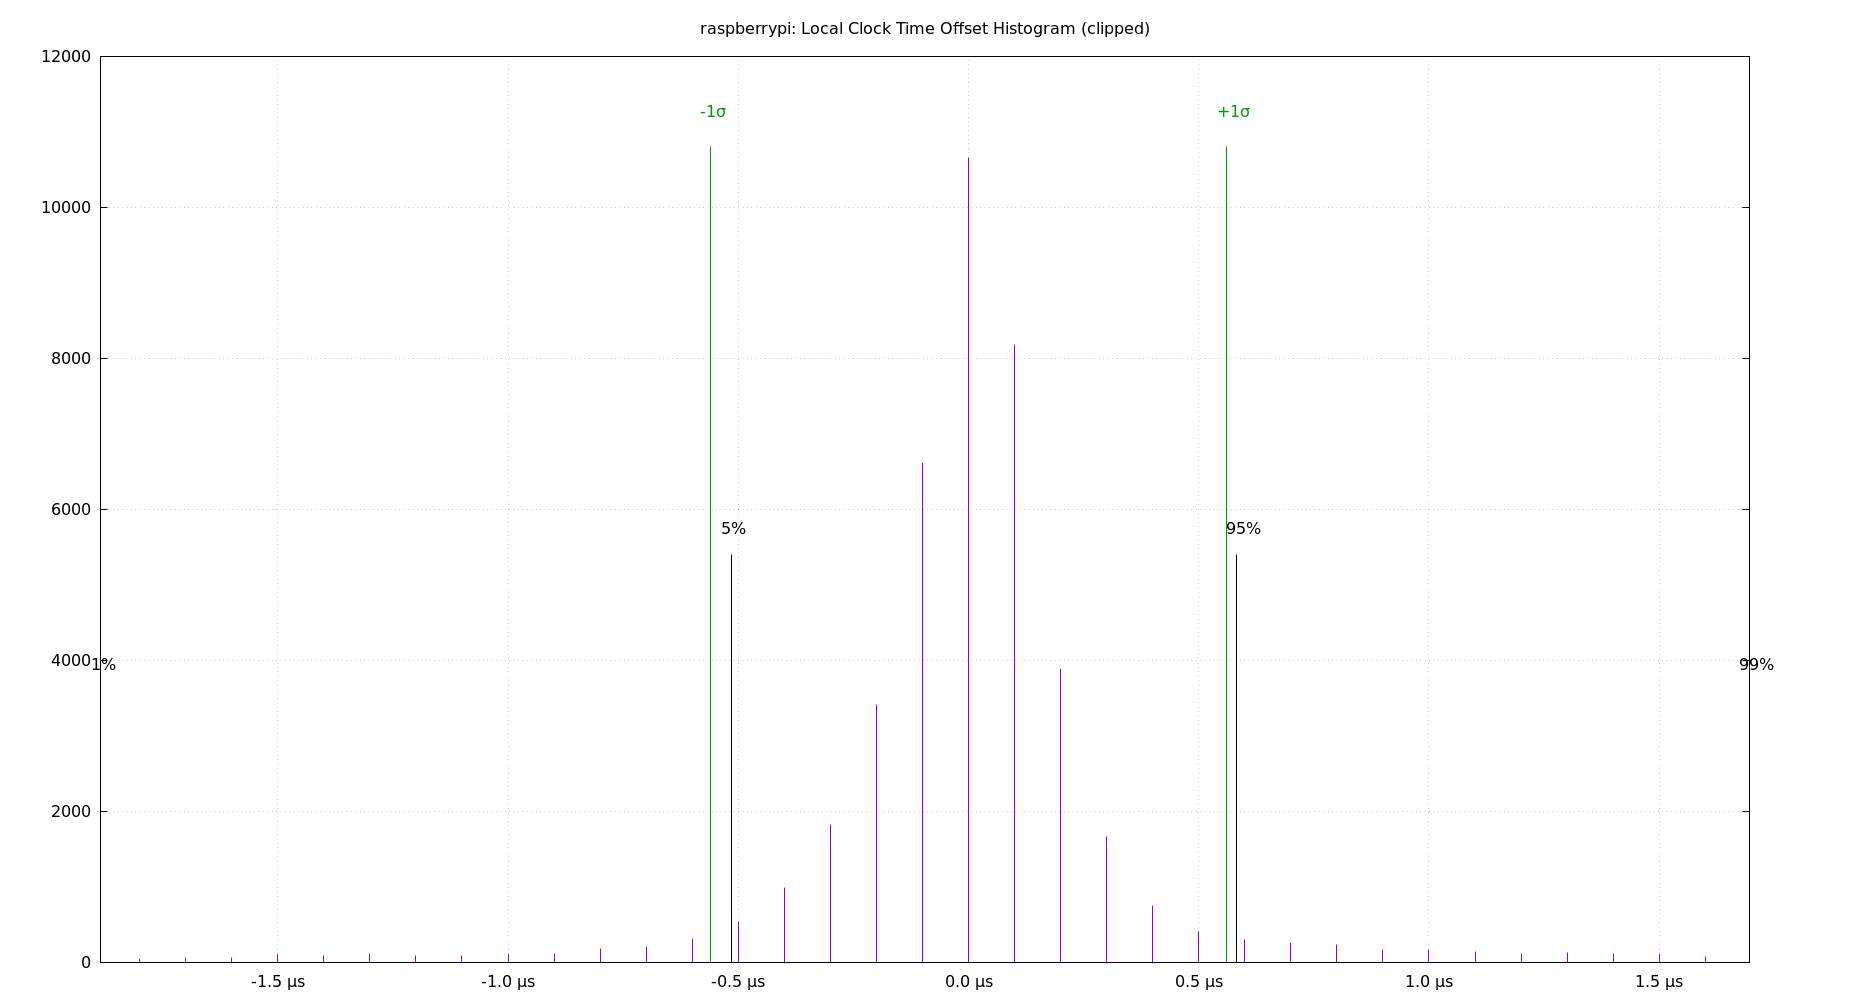 raspberrypi: Local Clock Time Offset Histogram (clipped)
12000
-1σ
+1σ
10000
8000
6000
5%
95%
4000
1%
99%
2000
0
-1.5 µs
-1.0 µs
-0.5 µs
0.0 µs
0.5 µs
1.0 µs
1.5 µs